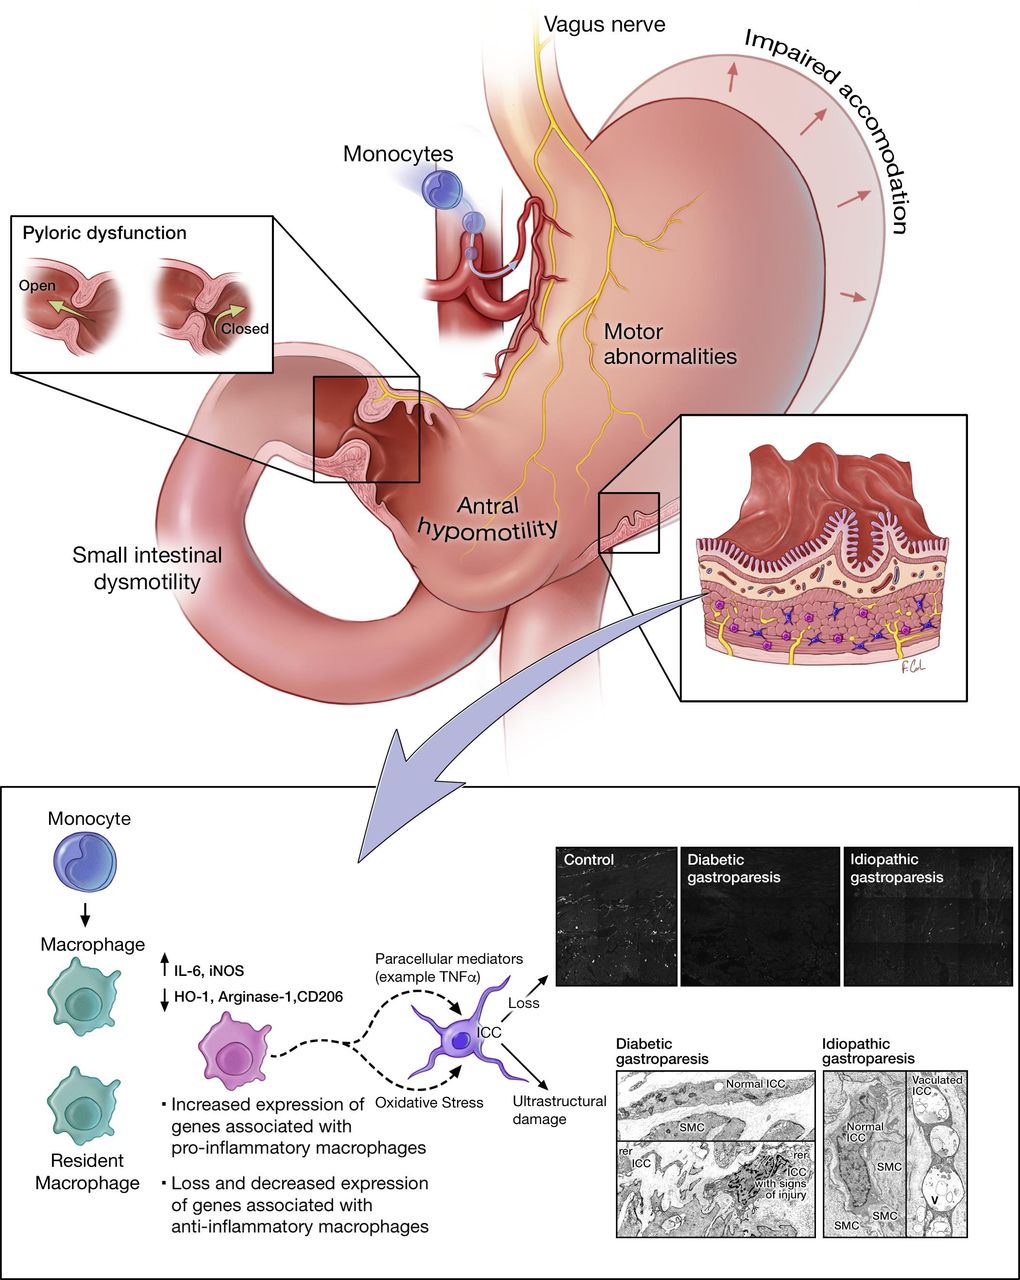 Vagus nerve
Impaired accomodation
Monocytes
Pyloric dysfunction
Open
Closed
Motor
abnormalities
Antral
hypomotility
Small intestinal
dysmotility
Monocyte
Macrophage
↑ IL-6, iNOS
↓ HO-1, Arginase-1,CD206
Resident
Macrophage
Paracellular mediators
(example TNFα)
ICC
Oxidative Stress
Loss
Ultrastructural
damage
· Increased expression of
genes associated with
pro-inflammatory macrophages
· Loss and decreased expression
of genes associated with
anti-inflammatory macrophages
Control
Diabetic
gastroparesis
Idiopathic
gastroparesis
Diabetic
gastroparesis
Normal ICC
SMC
rer
ICC
rer
ICC
with signs
of injury
Idiopathic
gastroparesis
Normal
ICC
SMC
SMC
SMC
Vaculated
ICC
V